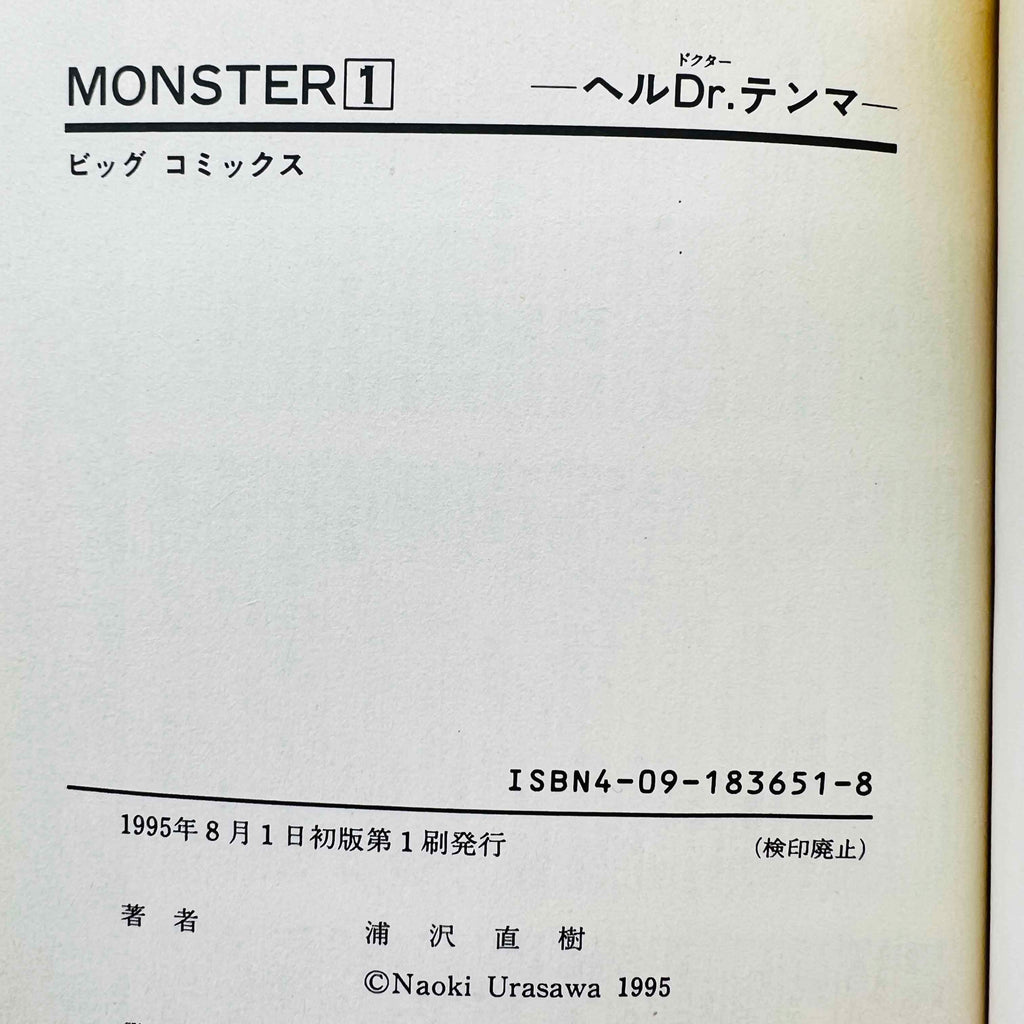 MONSTER 1 ―ヘルDr.テンマ―
ドクター
ビッグ コミックス
ISBN4-09-183651-8
1995年8月1日初版第1刷発行 (検印廃止)
著者 浦沢直樹
©Naoki Urasawa 1995